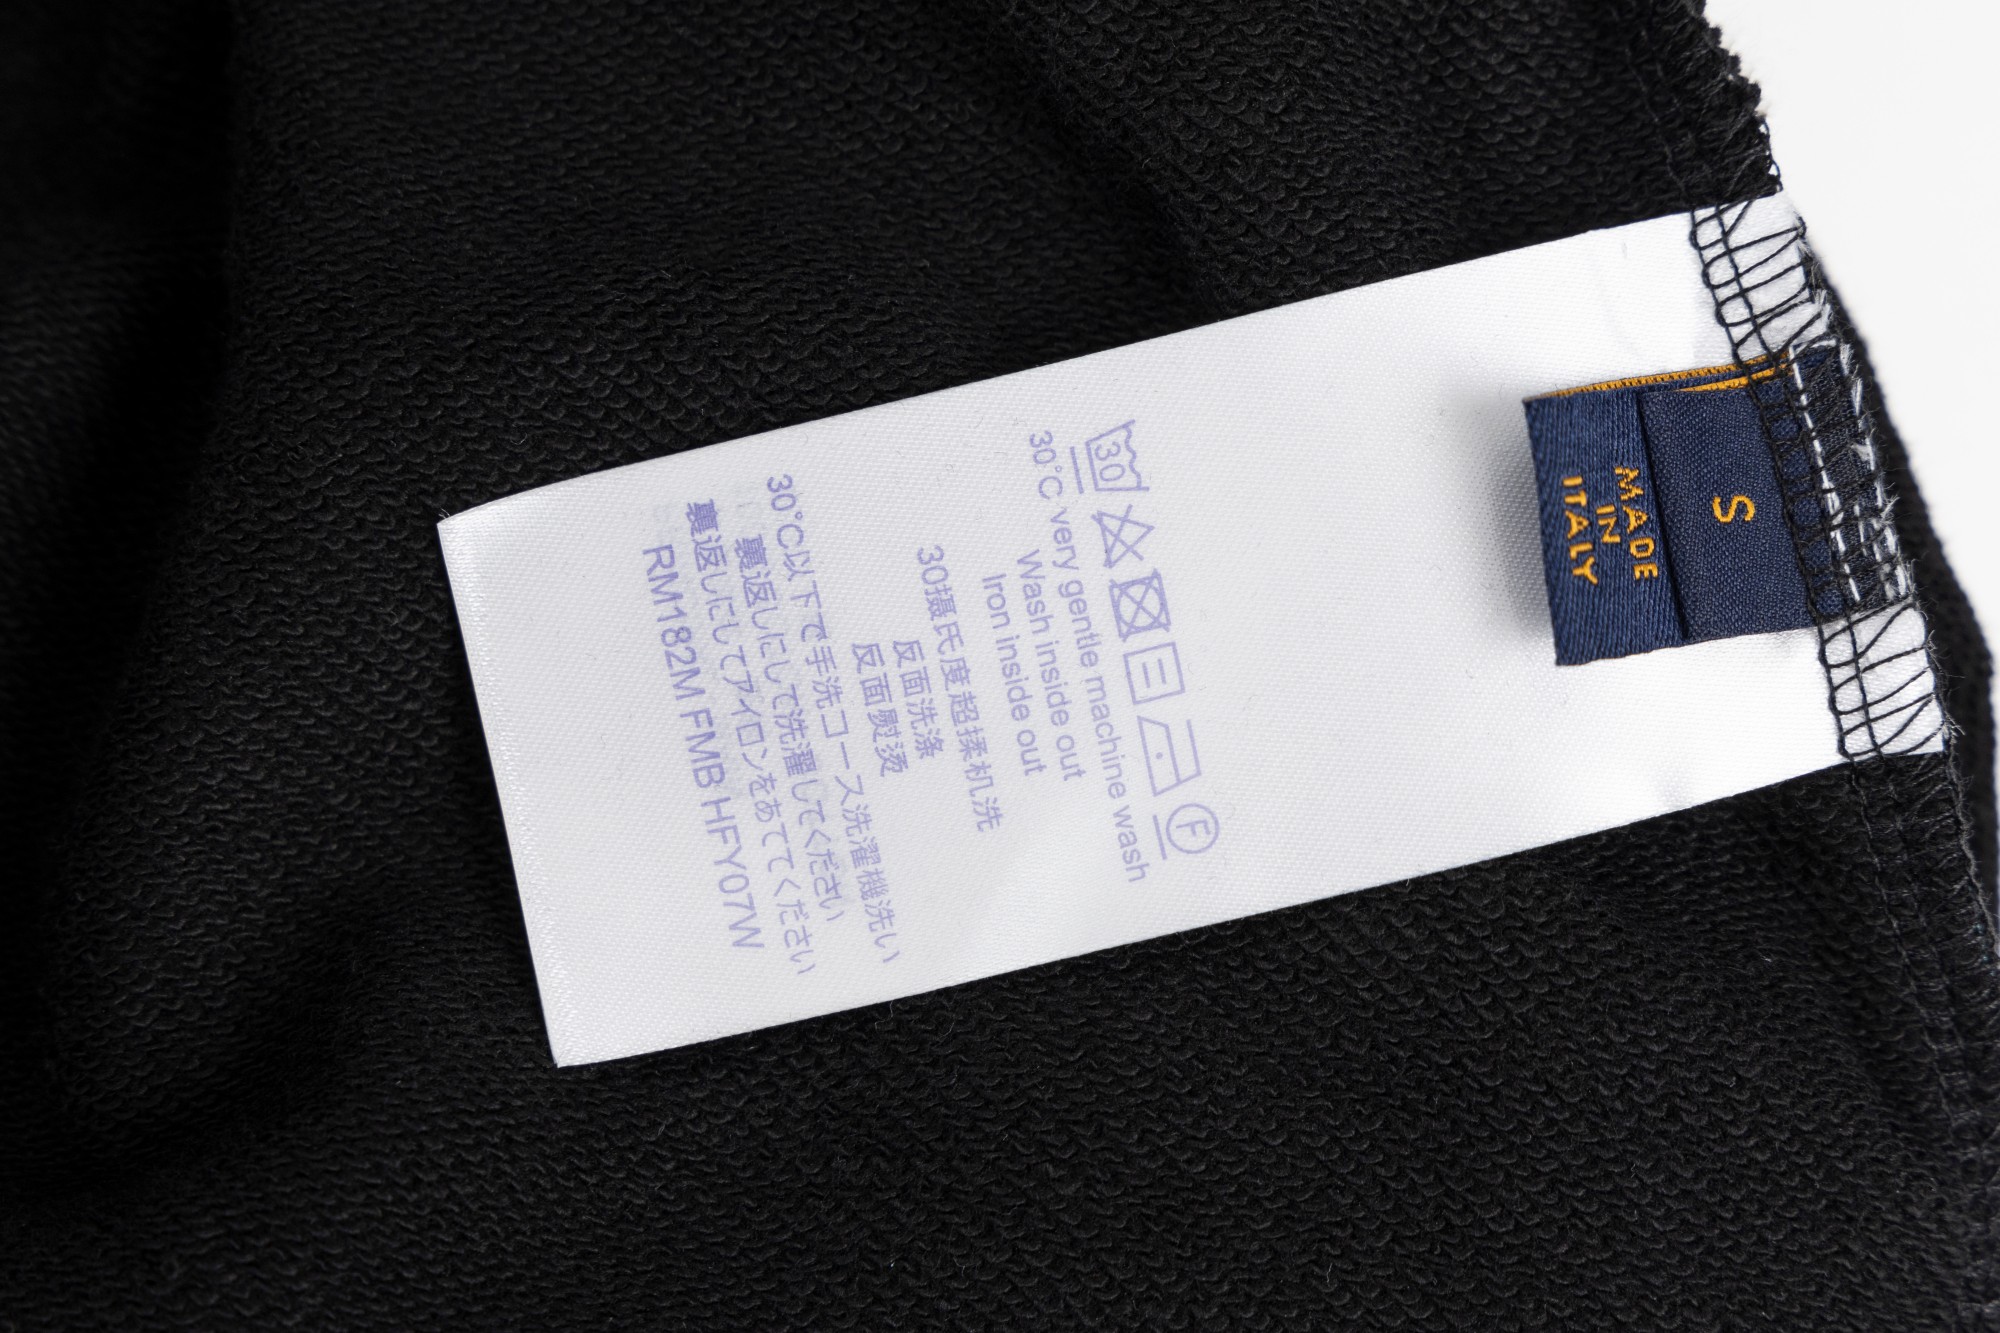 S
MADE
IN
ITALY
30
F
30°C very gentle machine wash
Wash inside out
Iron inside out
30摄氏度超揉机洗
反面洗涤
反面熨烫
30°C以下で手洗コース洗濯機洗い
裏返しにして洗濯してください
裏返しにしてアイロンをあててください
RM182M FMB HFY07W